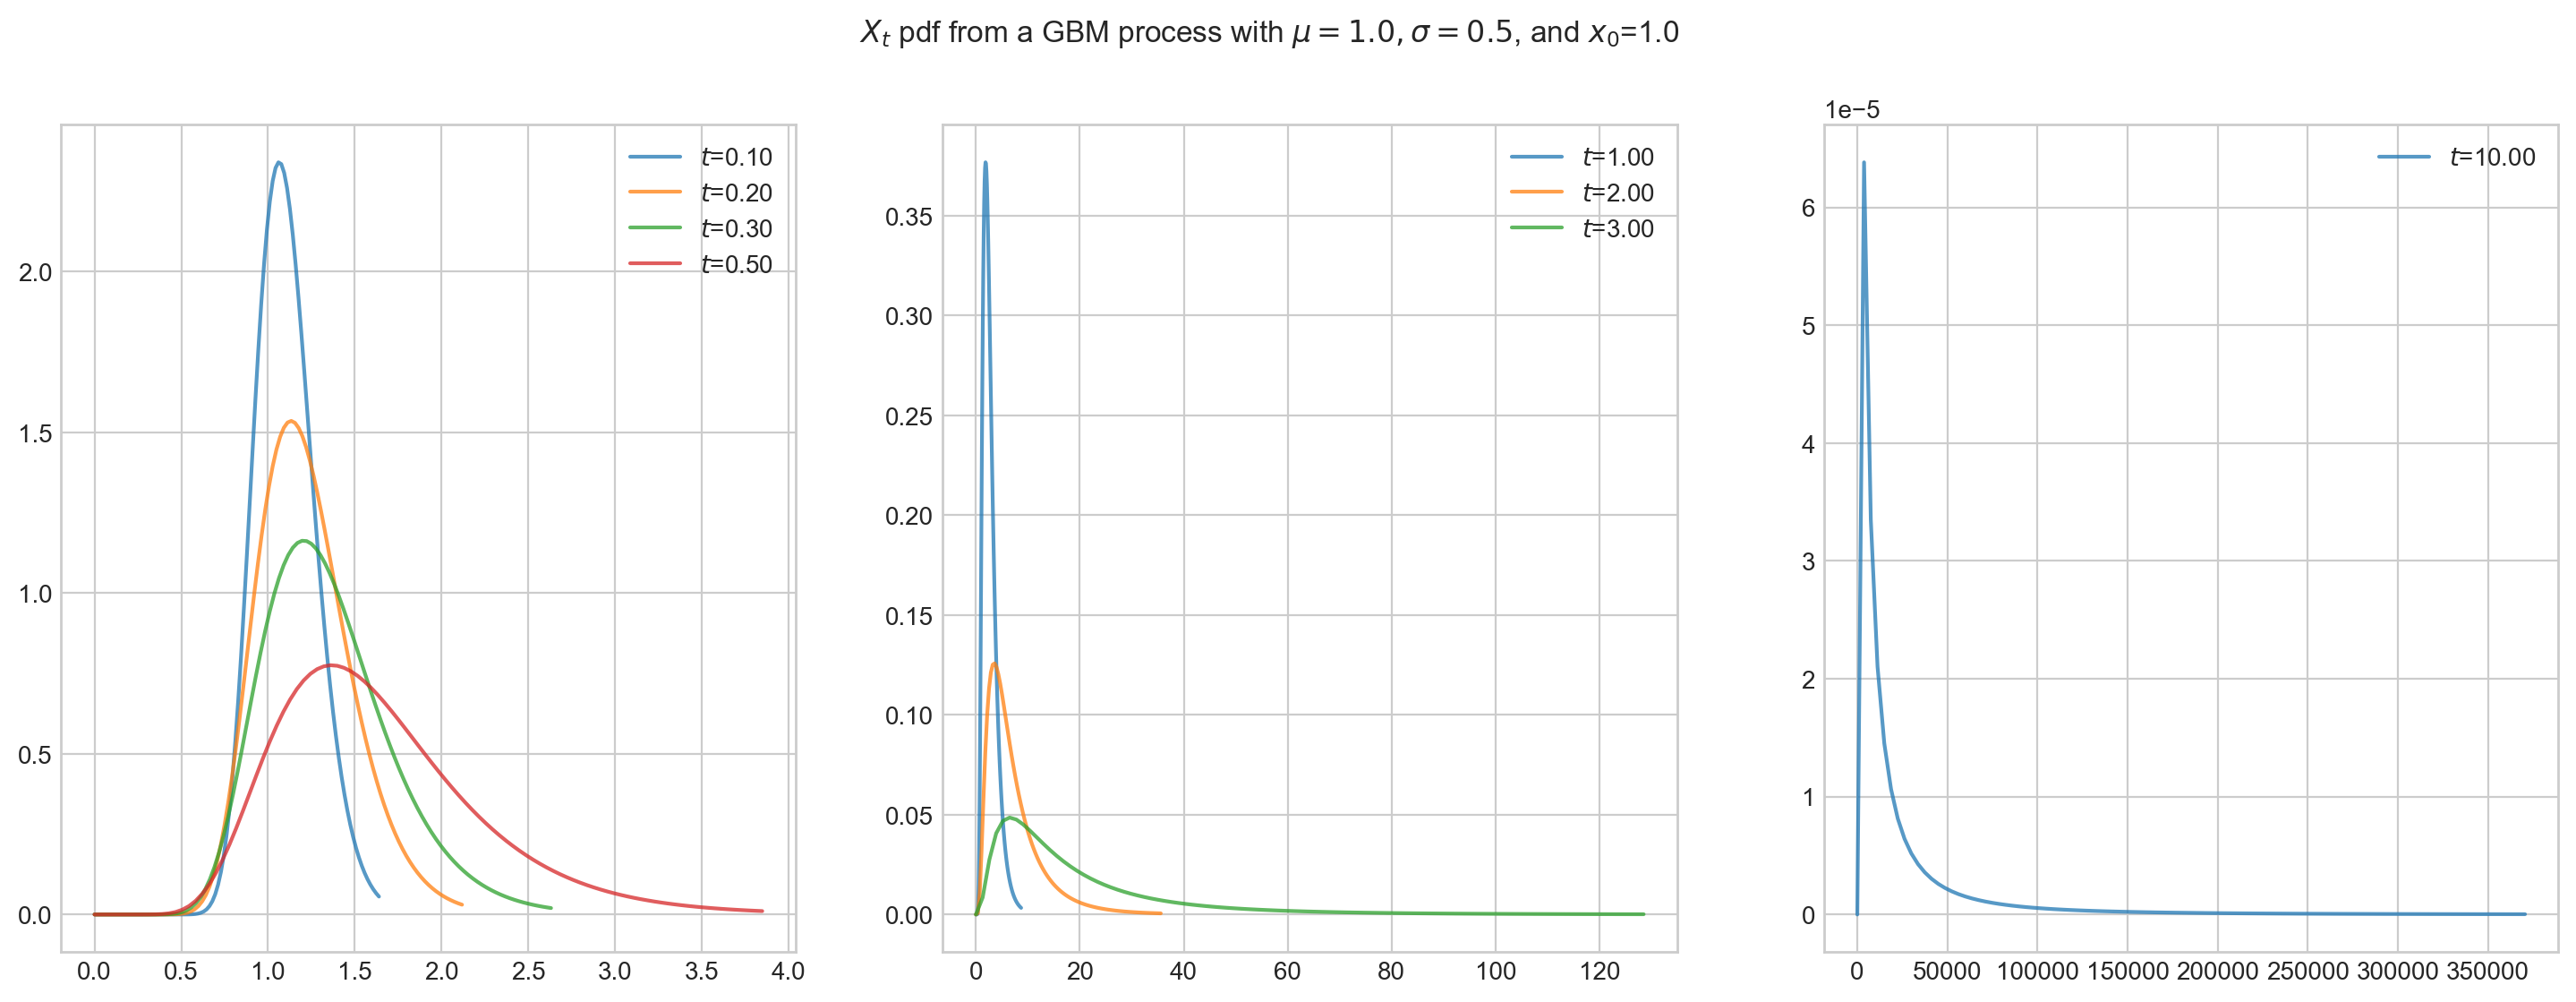 X_t pdf from a GBM process with μ = 1.0, σ = 0.5, and x_0=1.0
t=0.10
t=0.20
t=0.30
t=0.50
2.0
1.5
1.0
0.5
0.0
0.0 0.5 1.0 1.5 2.0 2.5 3.0 3.5 4.0
t=1.00
t=2.00
t=3.00
0.35
0.30
0.25
0.20
0.15
0.10
0.05
0.00
0 20 40 60 80 100 120
1e−5
t=10.00
6
5
4
3
2
1
0
0 50000 100000 150000 200000 250000 300000 350000